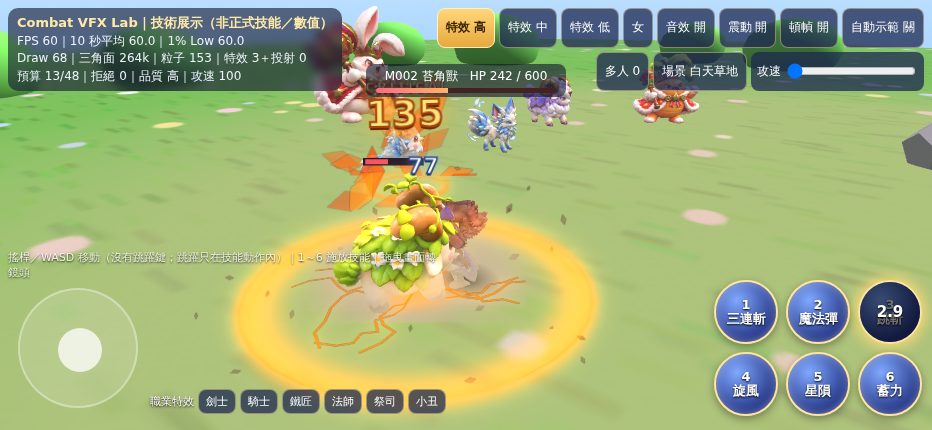 Combat VFX Lab | 技術展示（非正式技能／數值）
FPS 60 | 10 秒平均 60.0 | 1% Low 60.0
Draw 68 | 三角面 264k | 粒子 153 | 特效 3＋投射 0
預算 13/48 | 拒絕 0 | 品質 高 | 攻速 100
特效 高
特效 中
特效 低
女
音效 開
震動 開
頓幀 開
自動示範 關
多人 0
場景 白天草地
攻速
M002 苔角獸 HP 242 / 600
135
77
搖桿／WASD 移動（沒有跳躍鍵；跳躍只在技能動作內）｜1～6 施放技能
鏡頭
1
三連斬
2
魔法彈
2.9
4
旋風
5
星隕
6
蓄力
職業特效
劍士
騎士
鐵匠
法師
祭司
小丑